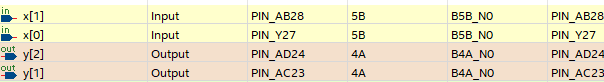 in x[1] Input PIN_AB28 5B B5B_N0 PIN_AB28
in x[0] Input PIN_Y27 5B B5B_N0 PIN_Y27
out y[2] Output PIN_AD24 4A B4A_N0 PIN_AD24
out y[1] Output PIN_AC23 4A B4A_N0 PIN_AC23